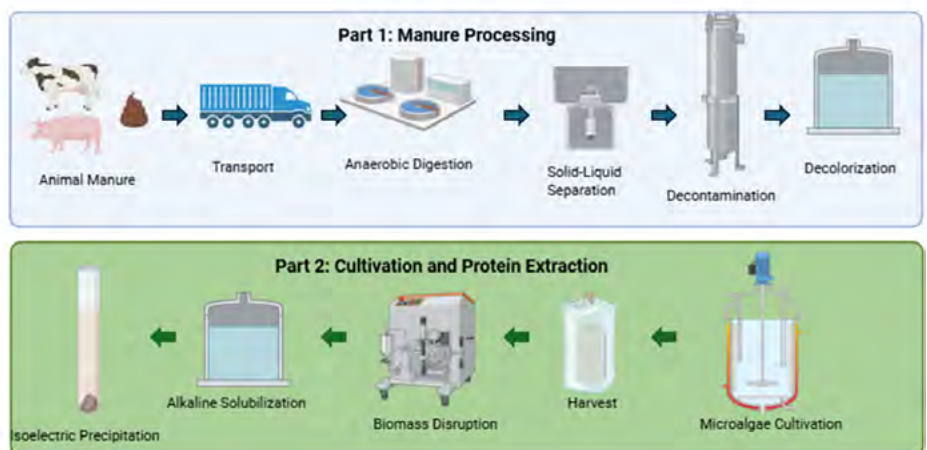 Part 1: Manure Processing
Animal Manure
Transport
Anaerobic Digestion
Solid-Liquid
Separation
Decontamination
Decolorization
Part 2: Cultivation and Protein Extraction
Isoelectric Precipitation
Alkaline Solubilization
Biomass Disruption
Harvest
Microalgae Cultivation